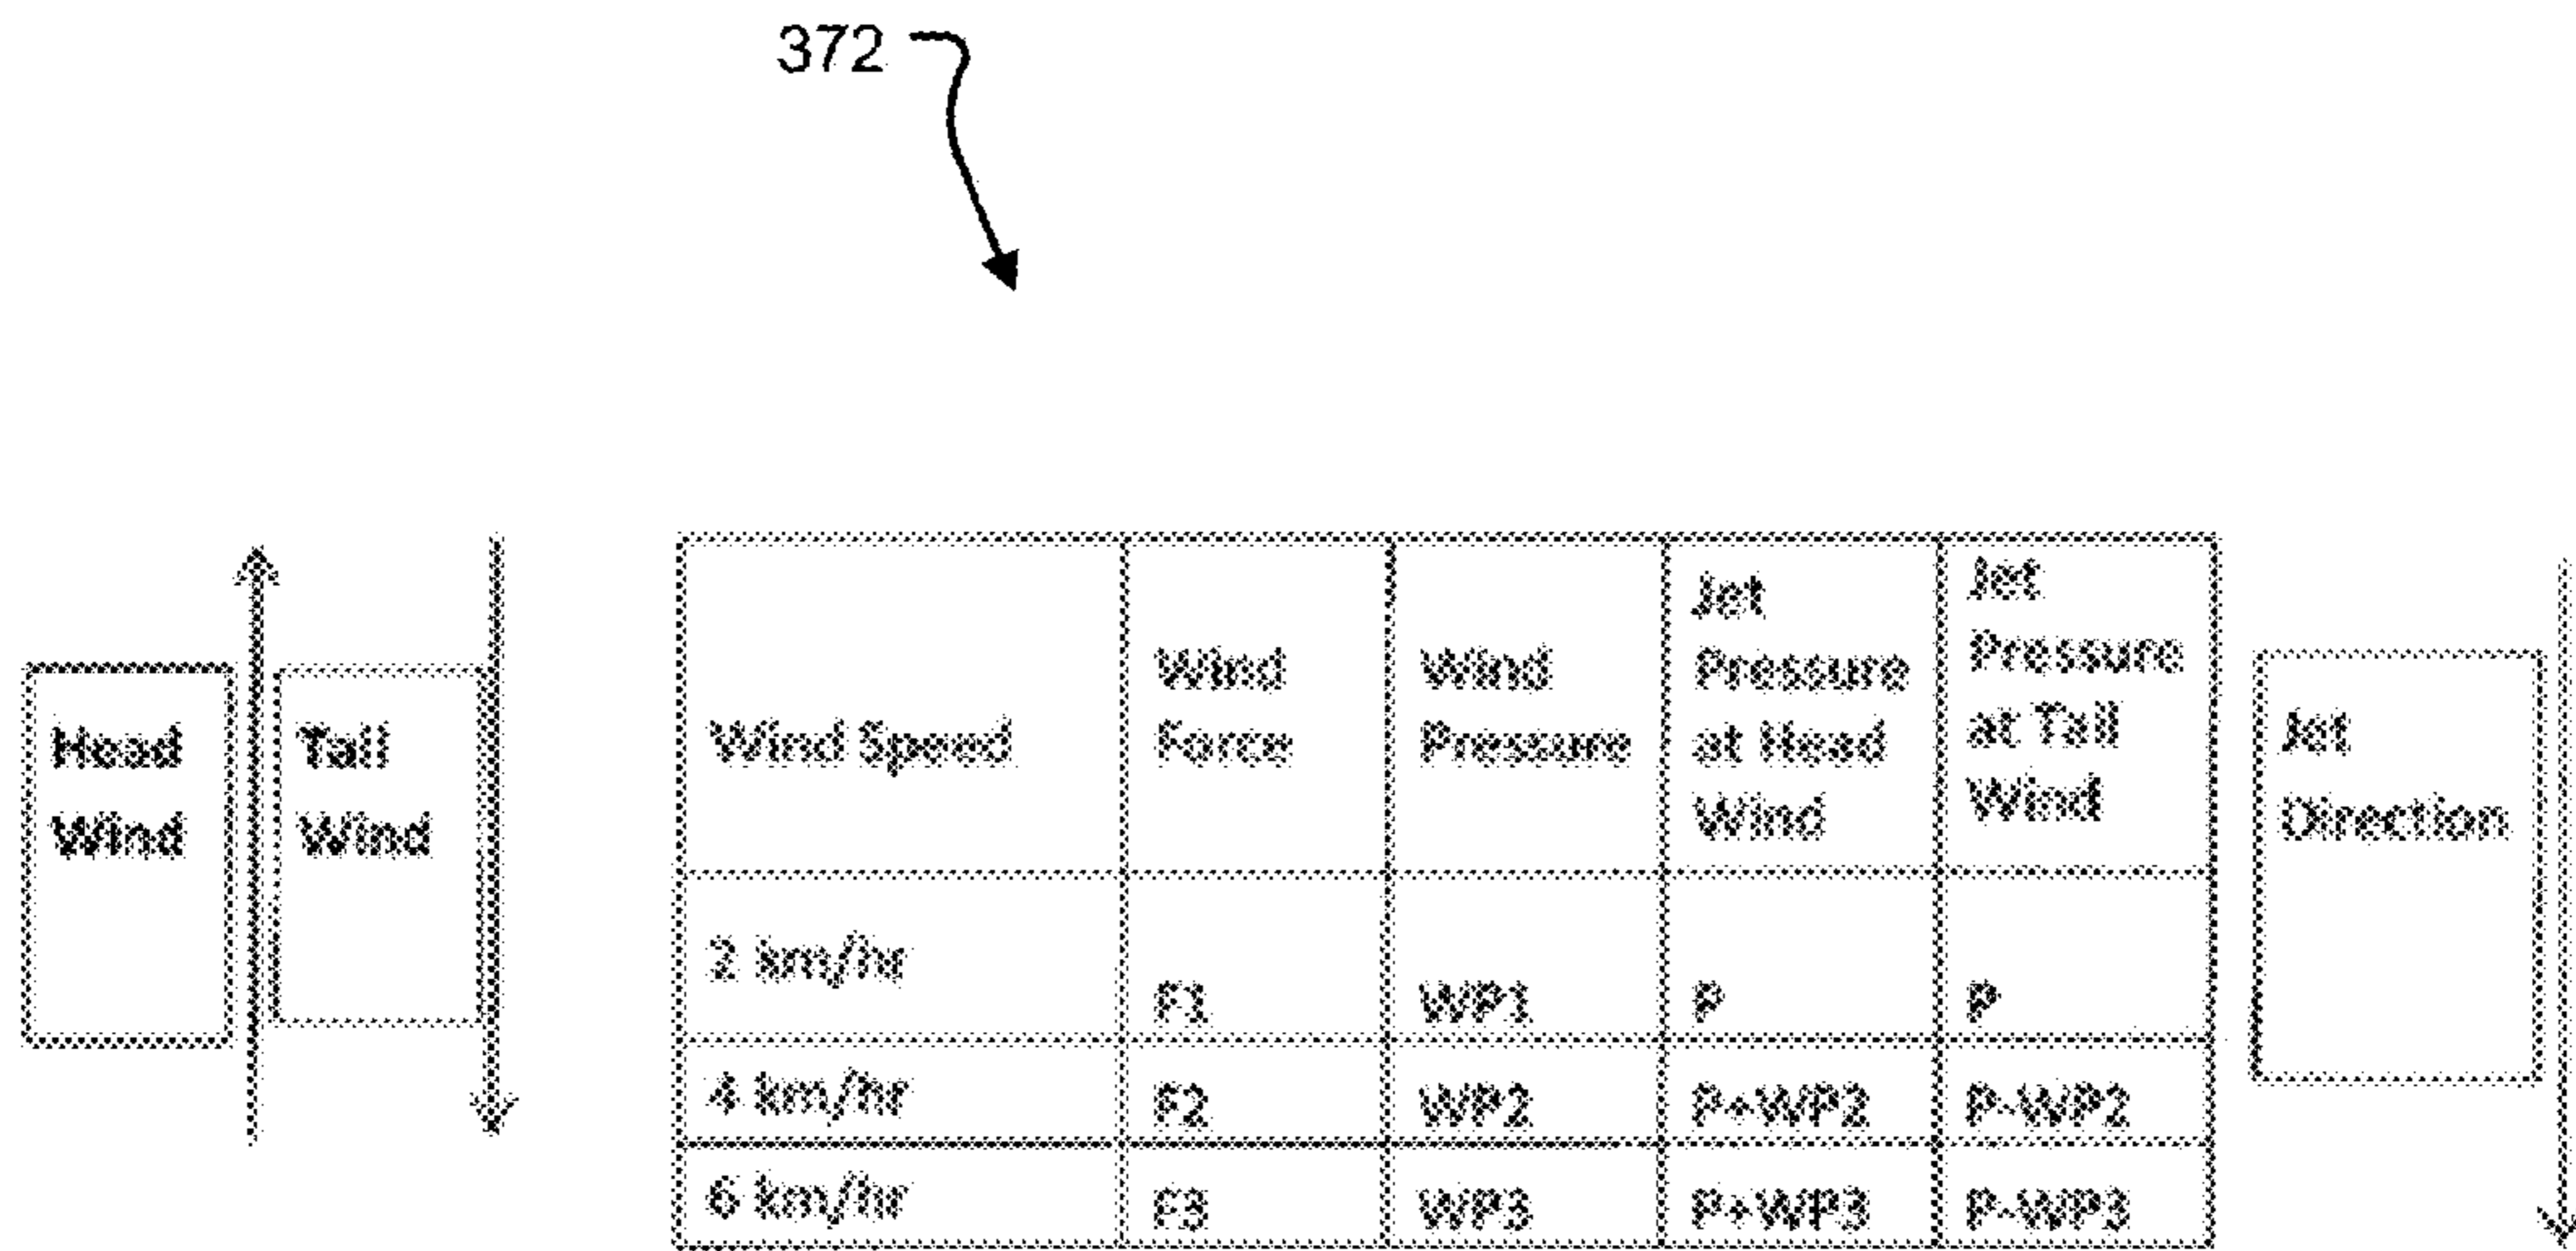 372
Head
Wind
Tail
Wind
Wind Speed
Wind
Force
Wind
Pressure
Jet
Pressure
at Head
Wind
Jet
Pressure
at Tail
Wind
2 km/hr
F1
WP1
P
P
4 km/hr
F2
WP2
P+WP2
P-WP2
6 km/hr
F3
WP3
P+WP3
P-WP3
Jet
Direction